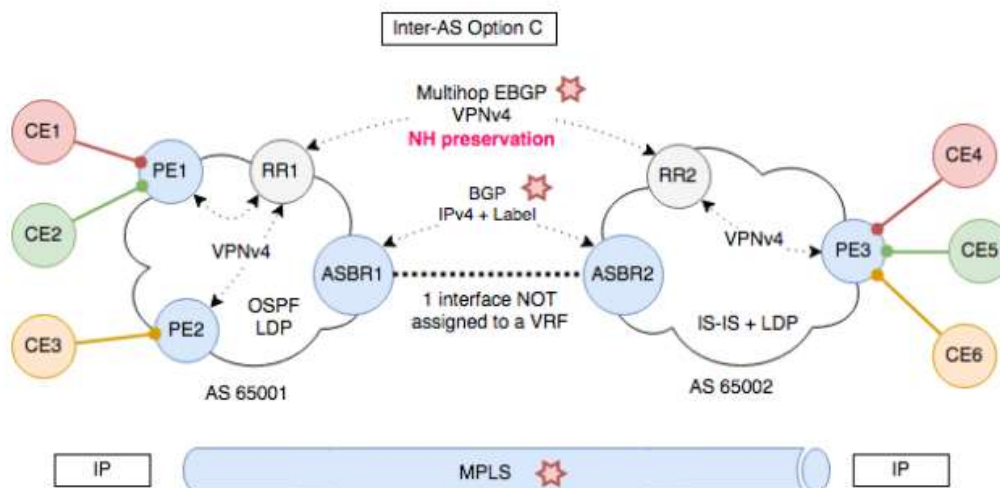 Inter-AS Option C
Multihop EBGP
VPNv4
NH preservation
CE1
PE1
RR1
RR2
CE4
CE2
VPNv4
BGP
IPv4 + Label
VPNv4
PE3
CE5
ASBR1
ASBR2
1 interface NOT
assigned to a VRF
OSPF
LDP
IS-IS + LDP
CE3
PE2
CE6
AS 65001
AS 65002
IP
MPLS
IP